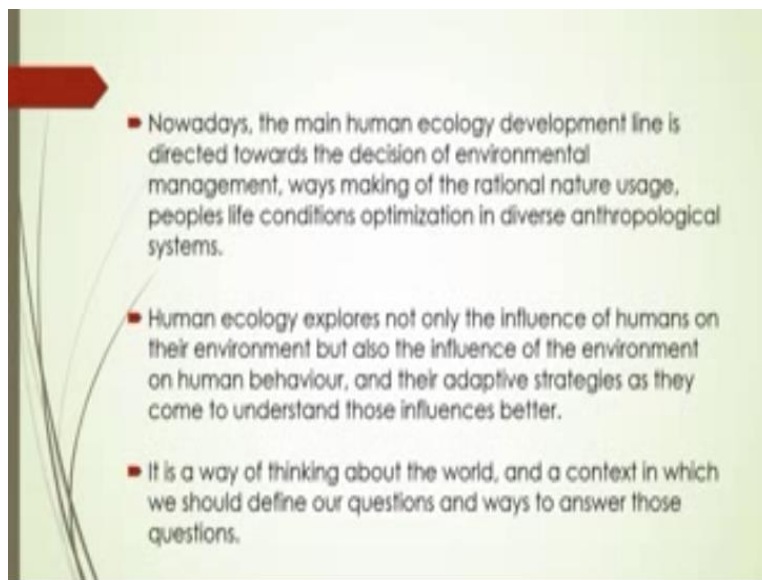 Nowadays, the main human ecology development line is
directed towards the decision of environmental
management, ways making of the rational nature usage,
peoples life conditions optimization in diverse anthropological
systems.
Human ecology explores not only the influence of humans on
their environment but also the influence of the environment
on human behaviour, and their adaptive strategies as they
come to understand those influences better.
It is a way of thinking about the world, and a context in which
we should define our questions and ways to answer those
questions.